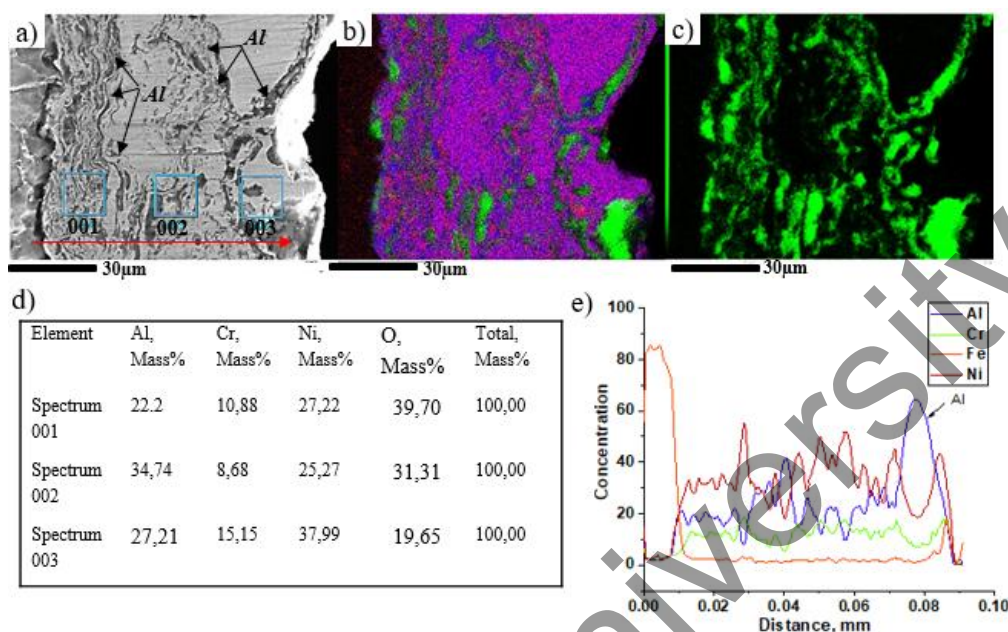 a)
Al
Al
001
002
003
30µm
b)
c)
30µm
d)
Element Al, Mass% Cr, Mass% Ni, Mass% O, Mass% Total, Mass%
Spectrum 001 22.2 10,88 27,22 39,70 100,00
Spectrum 002 34,74 8,68 25,27 31,31 100,00
Spectrum 003 27,21 15,15 37,99 19,65 100,00
e)
Concentration
100
80
60
40
20
0
Al
Cr
Fe
Ni
Al
0.00 0.02 0.04 0.06 0.08 0.10
Distance, mm
University